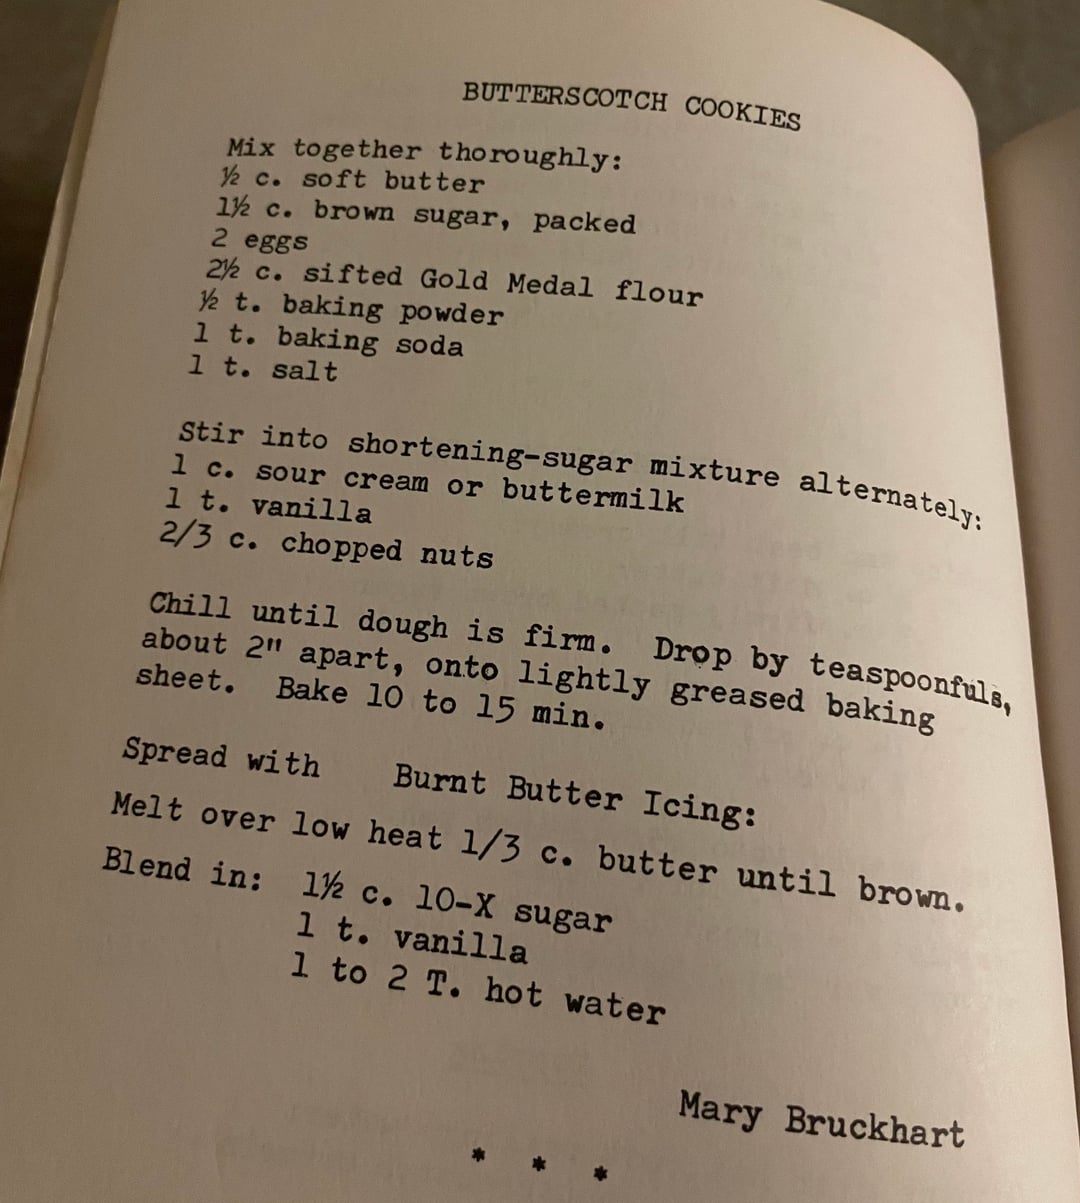 BUTTERSCOTCH COOKIES
Mix together thoroughly:
½ c. soft butter
1½ c. brown sugar, packed
2 eggs
2½ c. sifted Gold Medal flour
½ t. baking powder
1 t. baking soda
1 t. salt
Stir into shortening-sugar mixture alternately:
1 c. sour cream or buttermilk
1 t. vanilla
2/3 c. chopped nuts
Chill until dough is firm. Drop by teaspoonfuls,
about 2" apart, onto lightly greased baking
sheet. Bake 10 to 15 min.
Spread with Burnt Butter Icing:
Melt over low heat 1/3 c. butter until brown.
Blend in: 1½ c. 10-X sugar
1 t. vanilla
1 to 2 T. hot water
Mary Bruckhart
* * *